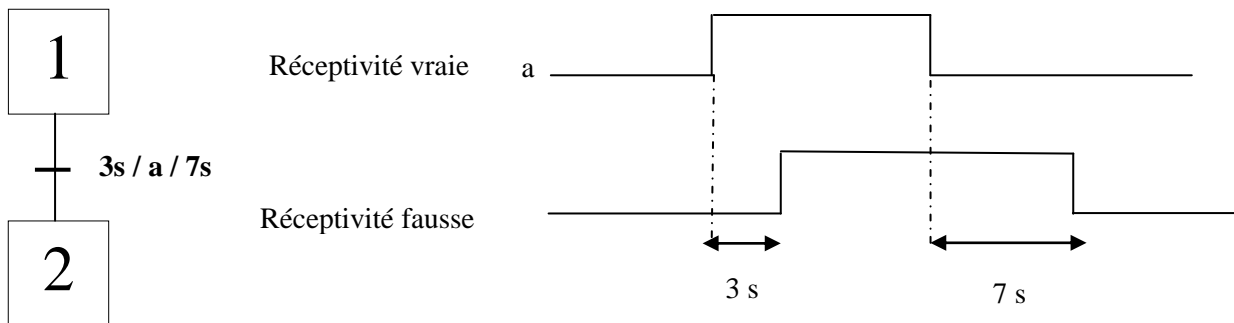 1
Réceptivité vraie a
3s / a / 7s
Réceptivité fausse
2
3 s 7 s